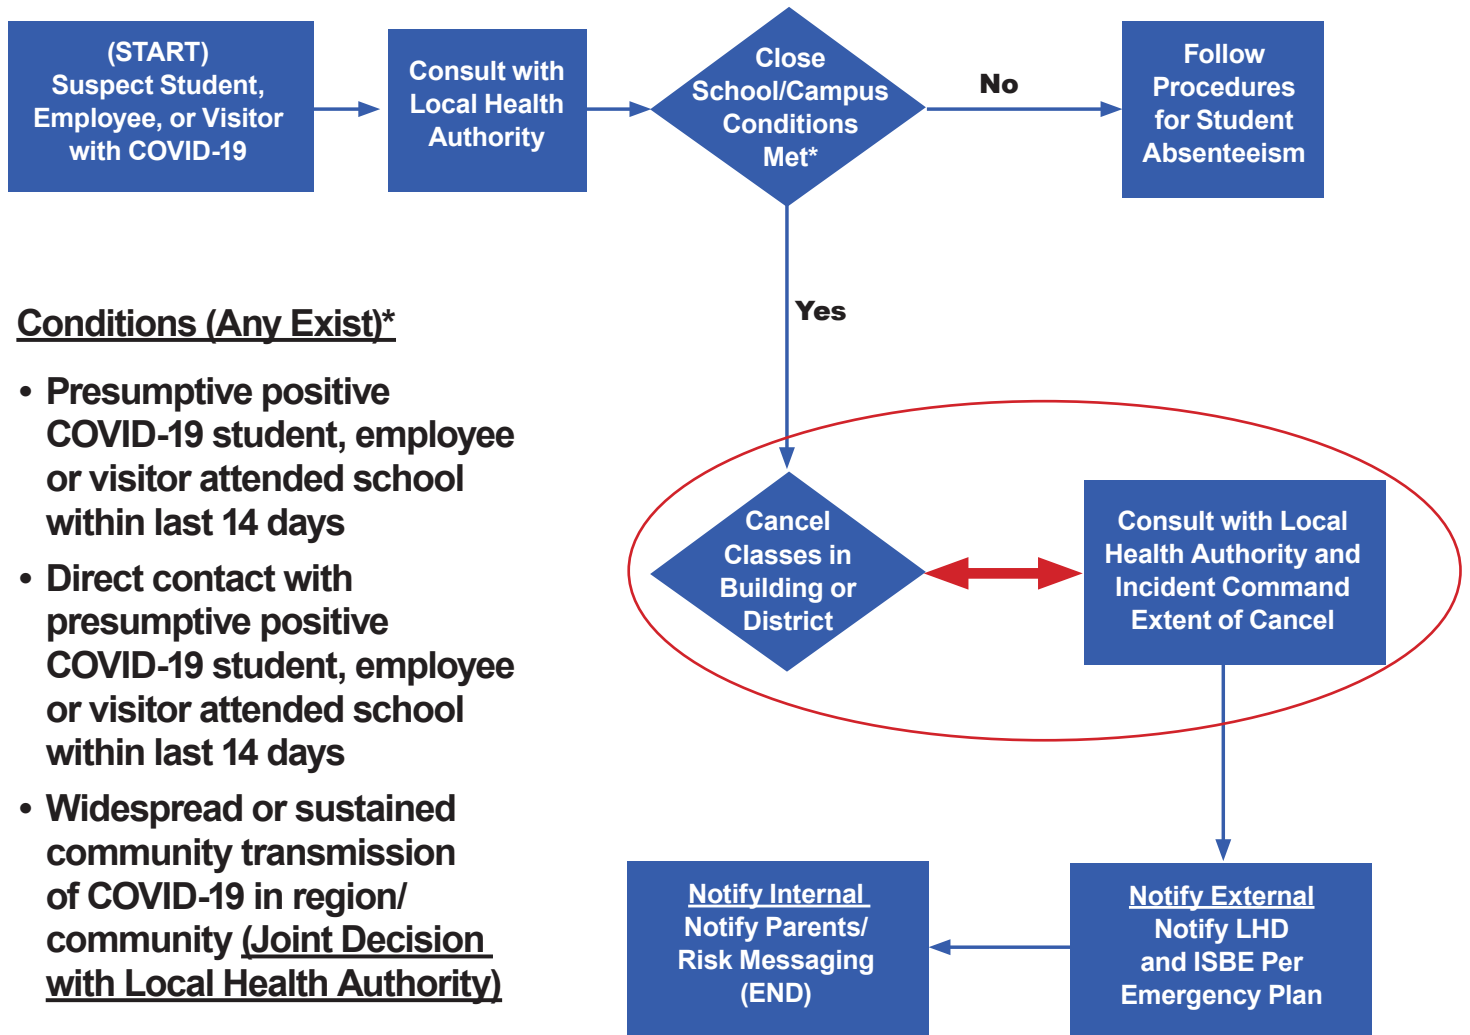 (START)
Suspect Student,
Employee, or Visitor
with COVID-19
Consult with
Local Health
Authority
Close
School/Campus
Conditions
Met*
No
Follow
Procedures
for Student
Absenteeism
Yes
Conditions (Any Exist)*
• Presumptive positive
COVID-19 student, employee
or visitor attended school
within last 14 days
• Direct contact with
presumptive positive
COVID-19 student, employee
or visitor attended school
within last 14 days
• Widespread or sustained
community transmission
of COVID-19 in region/
community (Joint Decision
with Local Health Authority)
Cancel
Classes in
Building or
District
Consult with Local
Health Authority and
Incident Command
Extent of Cancel
Notify External
Notify LHD
and ISBE Per
Emergency Plan
Notify Internal
Notify Parents/
Risk Messaging
(END)